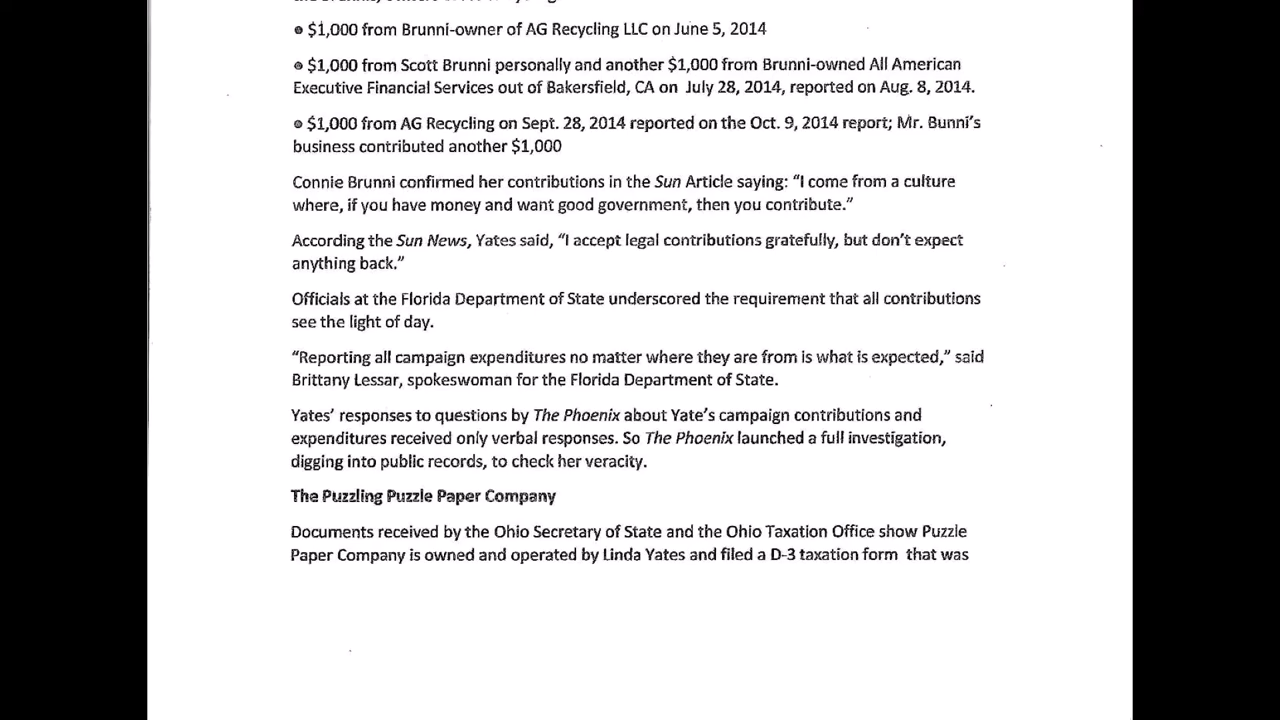 • $1,000 from Brunni-owner of AG Recycling LLC on June 5, 2014
• $1,000 from Scott Brunni personally and another $1,000 from Brunni-owned All American
Executive Financial Services out of Bakersfield, CA on July 28, 2014, reported on Aug. 8, 2014.
• $1,000 from AG Recycling on Sept. 28, 2014 reported on the Oct. 9, 2014 report; Mr. Bunni's
business contributed another $1,000
Connie Brunni confirmed her contributions in the Sun Article saying: "I come from a culture
where, if you have money and want good government, then you contribute."
According the Sun News, Yates said, "I accept legal contributions gratefully, but don't expect
anything back."
Officials at the Florida Department of State underscored the requirement that all contributions
see the light of day.
"Reporting all campaign expenditures no matter where they are from is what is expected," said
Brittany Lessar, spokeswoman for the Florida Department of State.
Yates' responses to questions by The Phoenix about Yate's campaign contributions and
expenditures received only verbal responses. So The Phoenix launched a full investigation,
digging into public records, to check her veracity.
The Puzzling Puzzle Paper Company
Documents received by the Ohio Secretary of State and the Ohio Taxation Office show Puzzle
Paper Company is owned and operated by Linda Yates and filed a D-3 taxation form that was